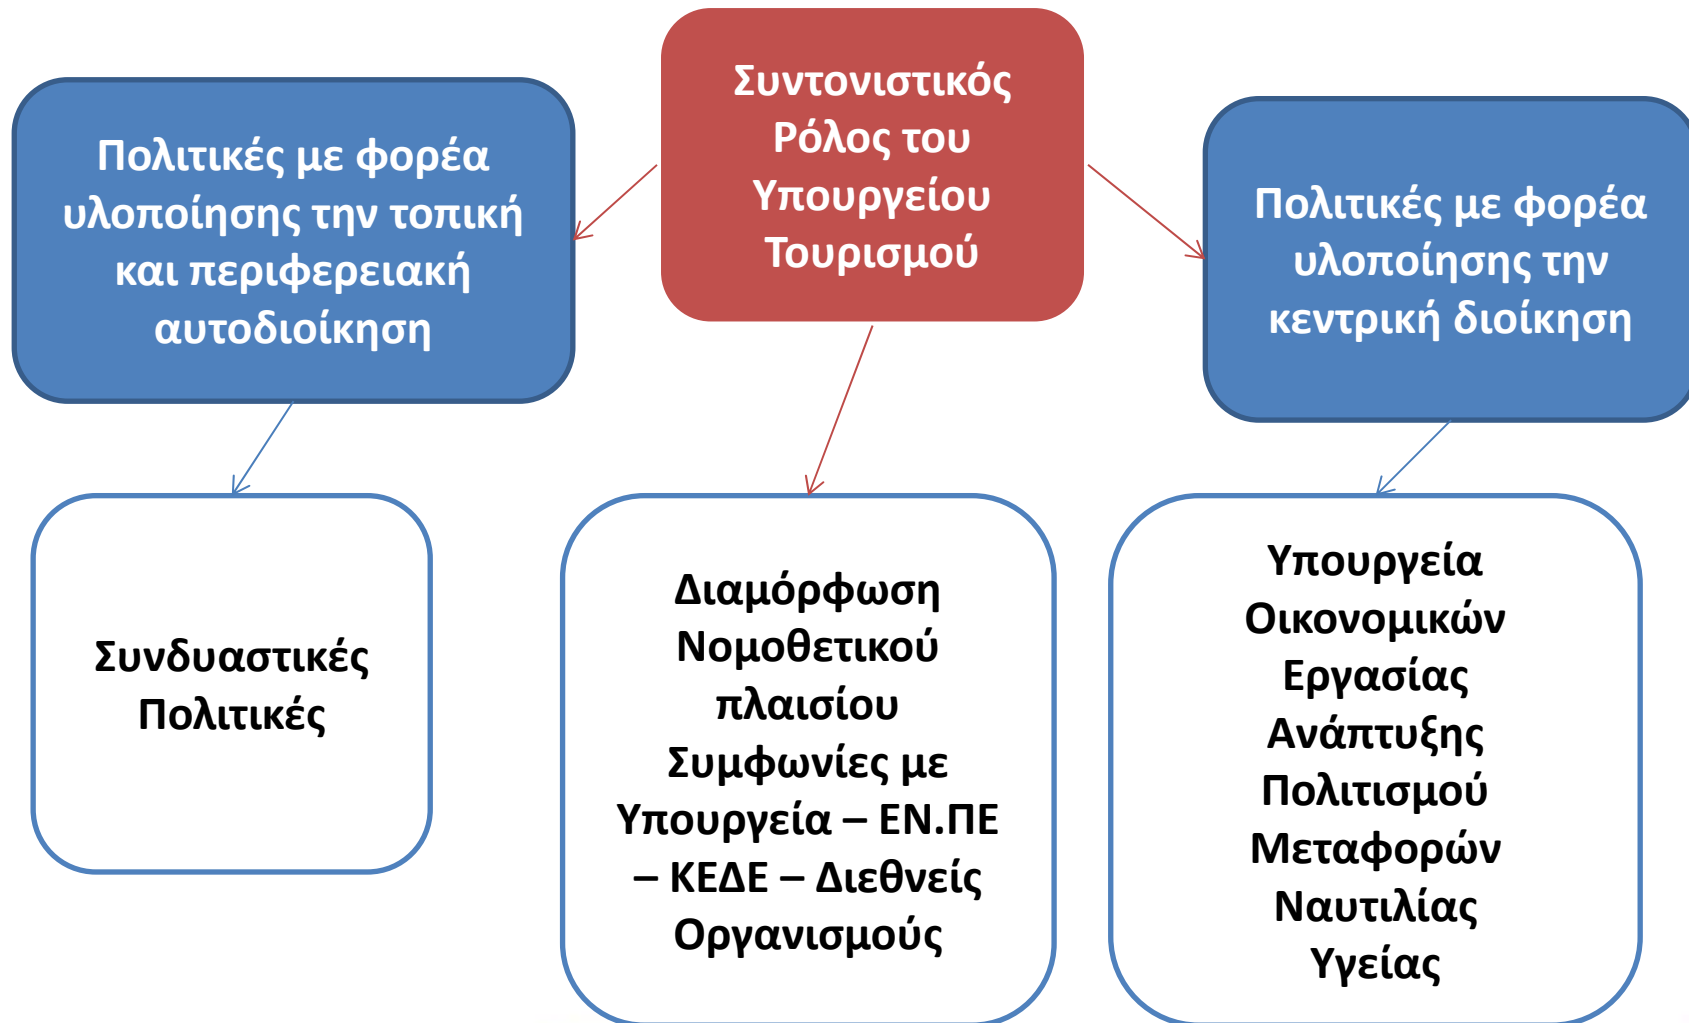 Συντονιστικός
Ρόλος του
Υπουργείου
Τουρισμού
Πολιτικές με φορέα
υλοποίησης την τοπική
και περιφερειακή
αυτοδιοίκηση
Πολιτικές με φορέα
υλοποίησης την
κεντρική διοίκηση
Συνδυαστικές
Πολιτικές
Διαμόρφωση
Νομοθετικού
πλαισίου
Συμφωνίες με
Υπουργεία – ΕΝ.ΠΕ
– ΚΕΔΕ – Διεθνείς
Οργανισμούς
Υπουργεία
Οικονομικών
Εργασίας
Ανάπτυξης
Πολιτισμού
Μεταφορών
Ναυτιλίας
Υγείας